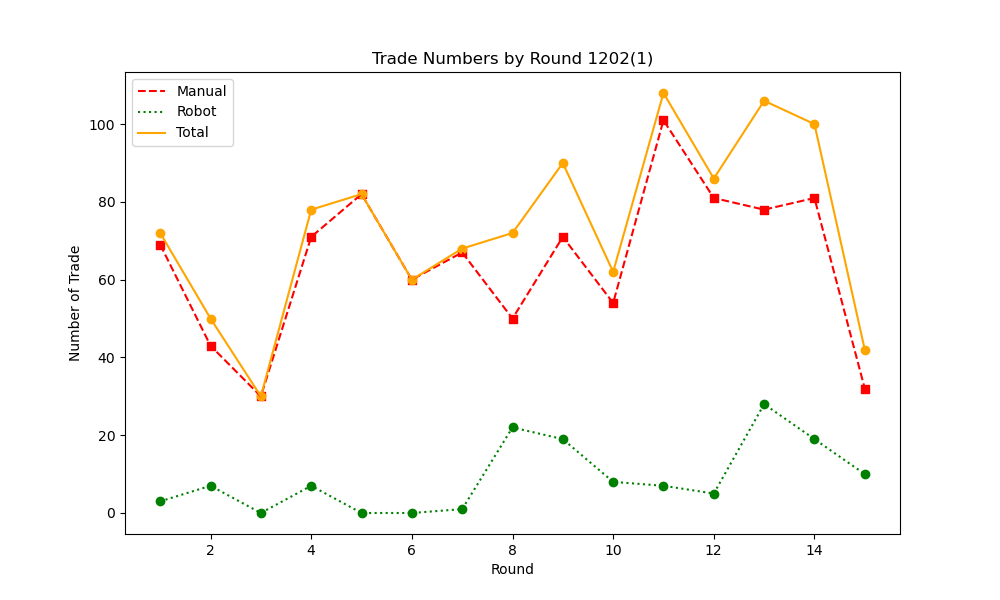 Trade Numbers by Round 1202(1)
Manual
Robot
Total
Number of Trade
100
80
60
40
20
0
2 4 6 8 10 12 14
Round